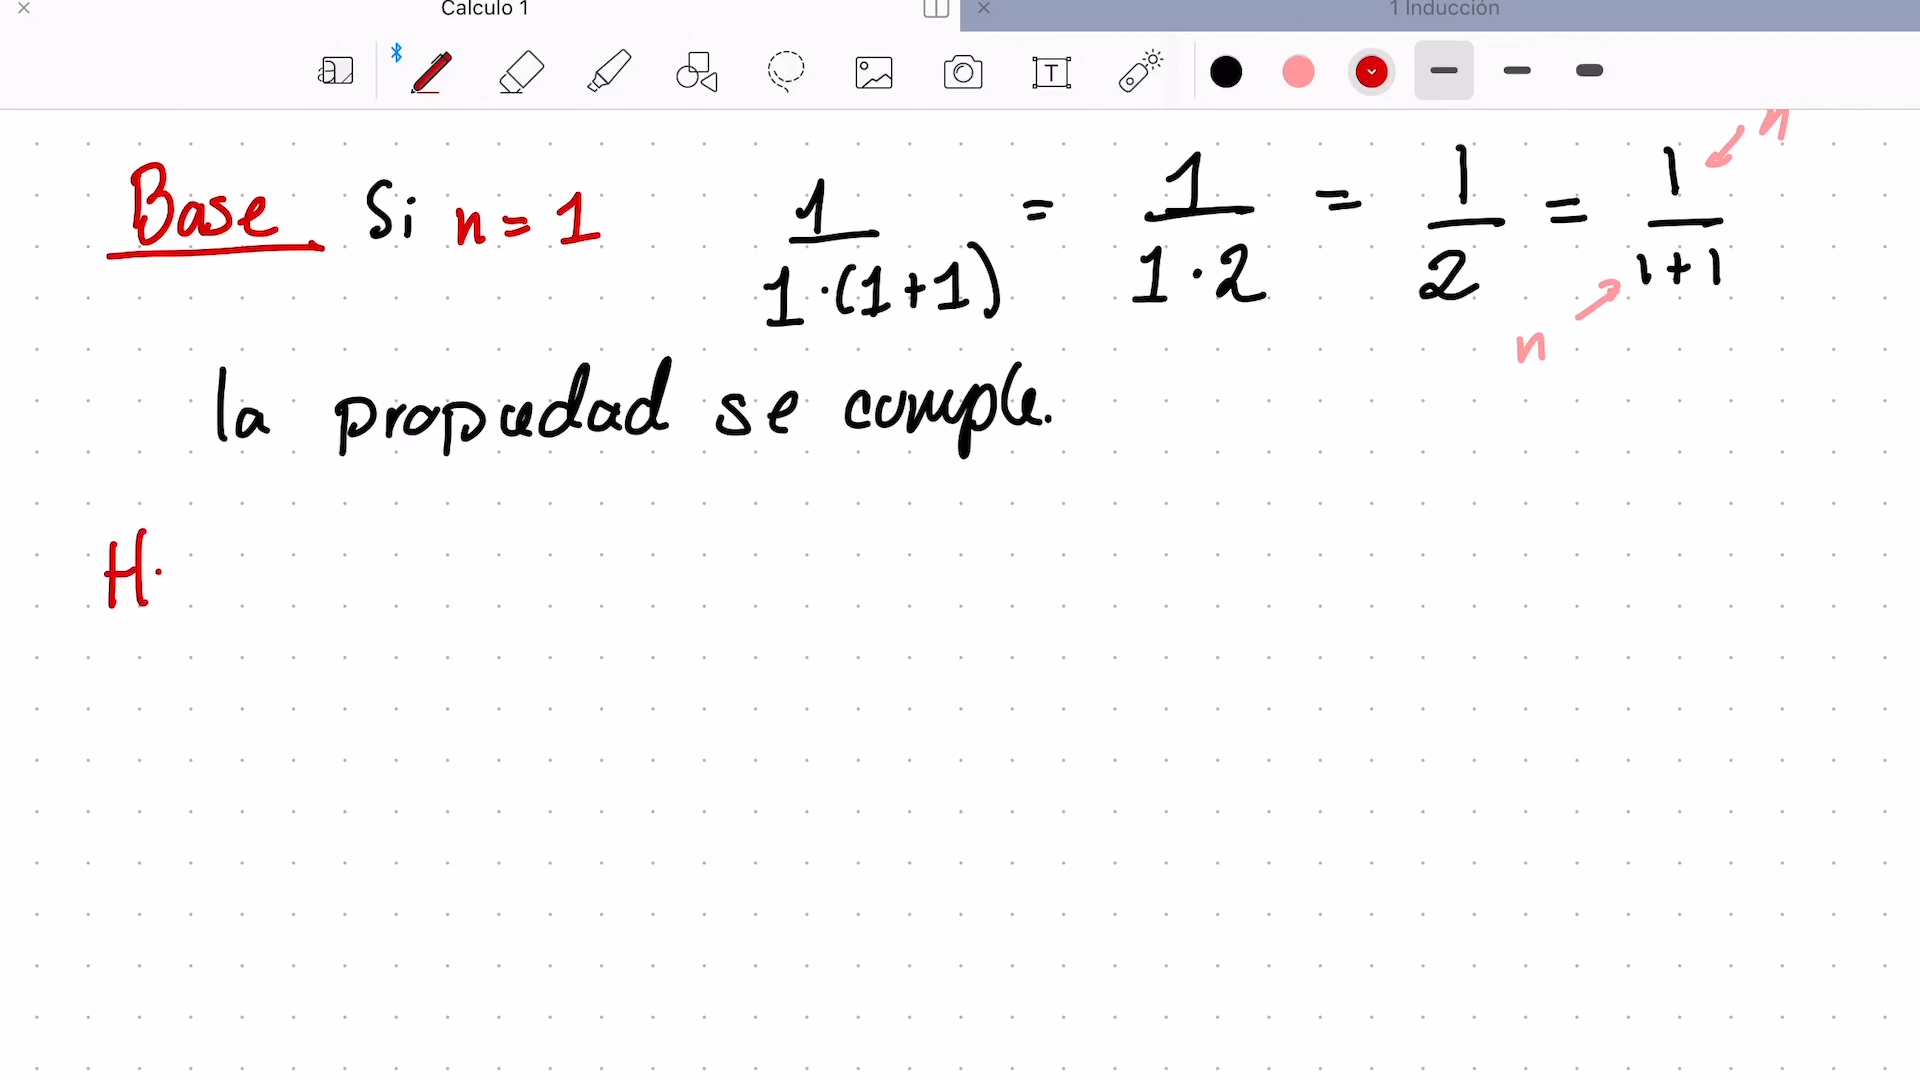 Calculo 1
1 Inducción
T
n
Base Si n = 1 1/(1·(1+1)) = 1/(1·2) = 1/2 = 1/(1+1)
n
la propiedad se cumple.
H.